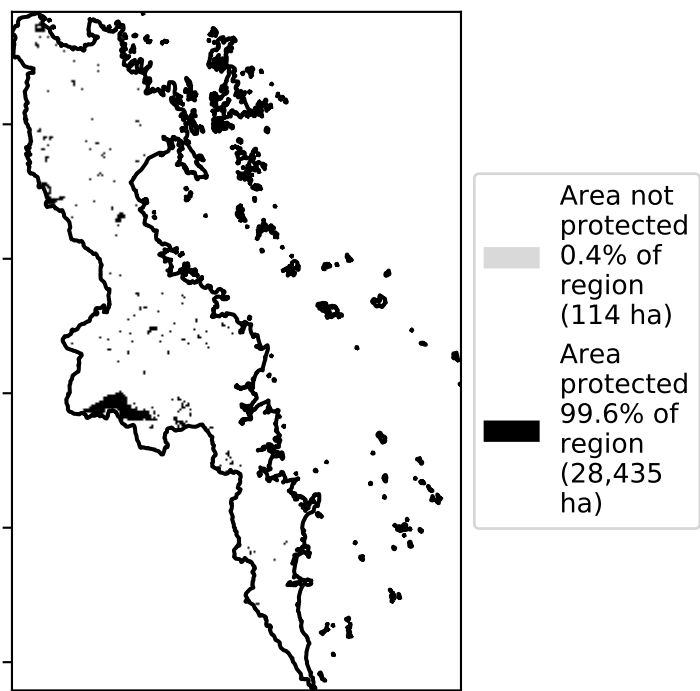 Area not
protected
0.4% of
region
(114 ha)
Area
protected
99.6% of
region
(28,435
ha)